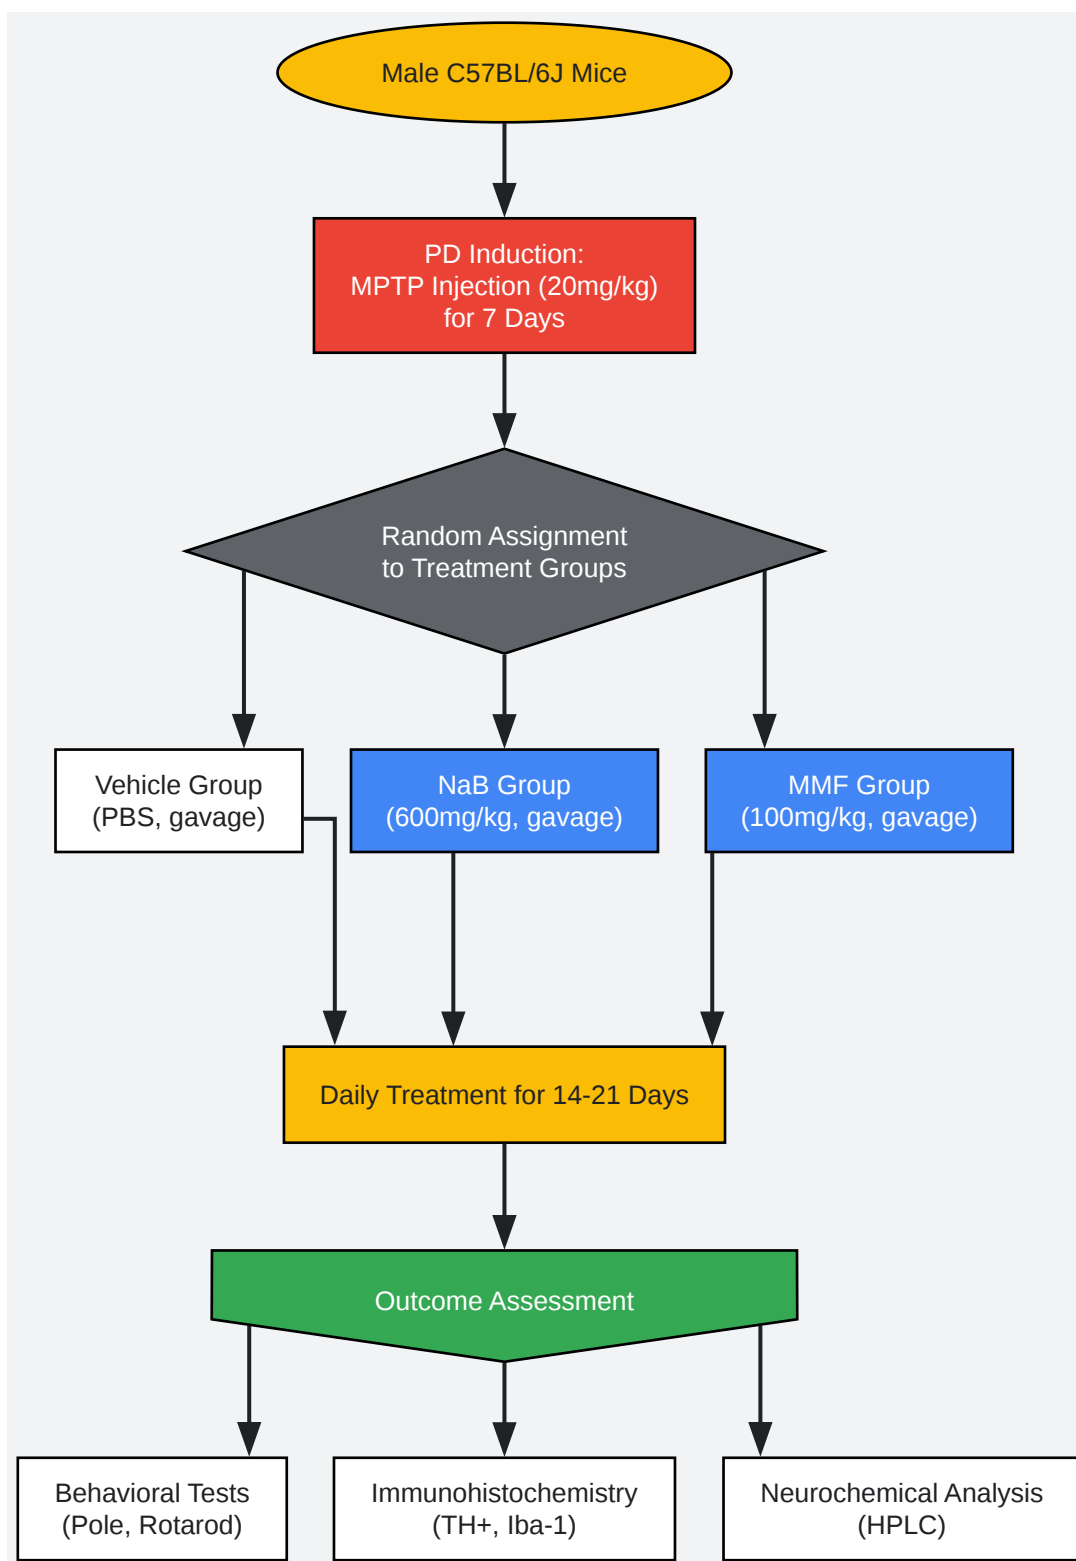 Male C57BL/6J Mice
PD Induction:
MPTP Injection (20mg/kg)
for 7 Days
Random Assignment
to Treatment Groups
Vehicle Group
(PBS, gavage)
NaB Group
(600mg/kg, gavage)
MMF Group
(100mg/kg, gavage)
Daily Treatment for 14-21 Days
Outcome Assessment
Behavioral Tests
(Pole, Rotarod)
Immunohistochemistry
(TH+, Iba-1)
Neurochemical Analysis
(HPLC)